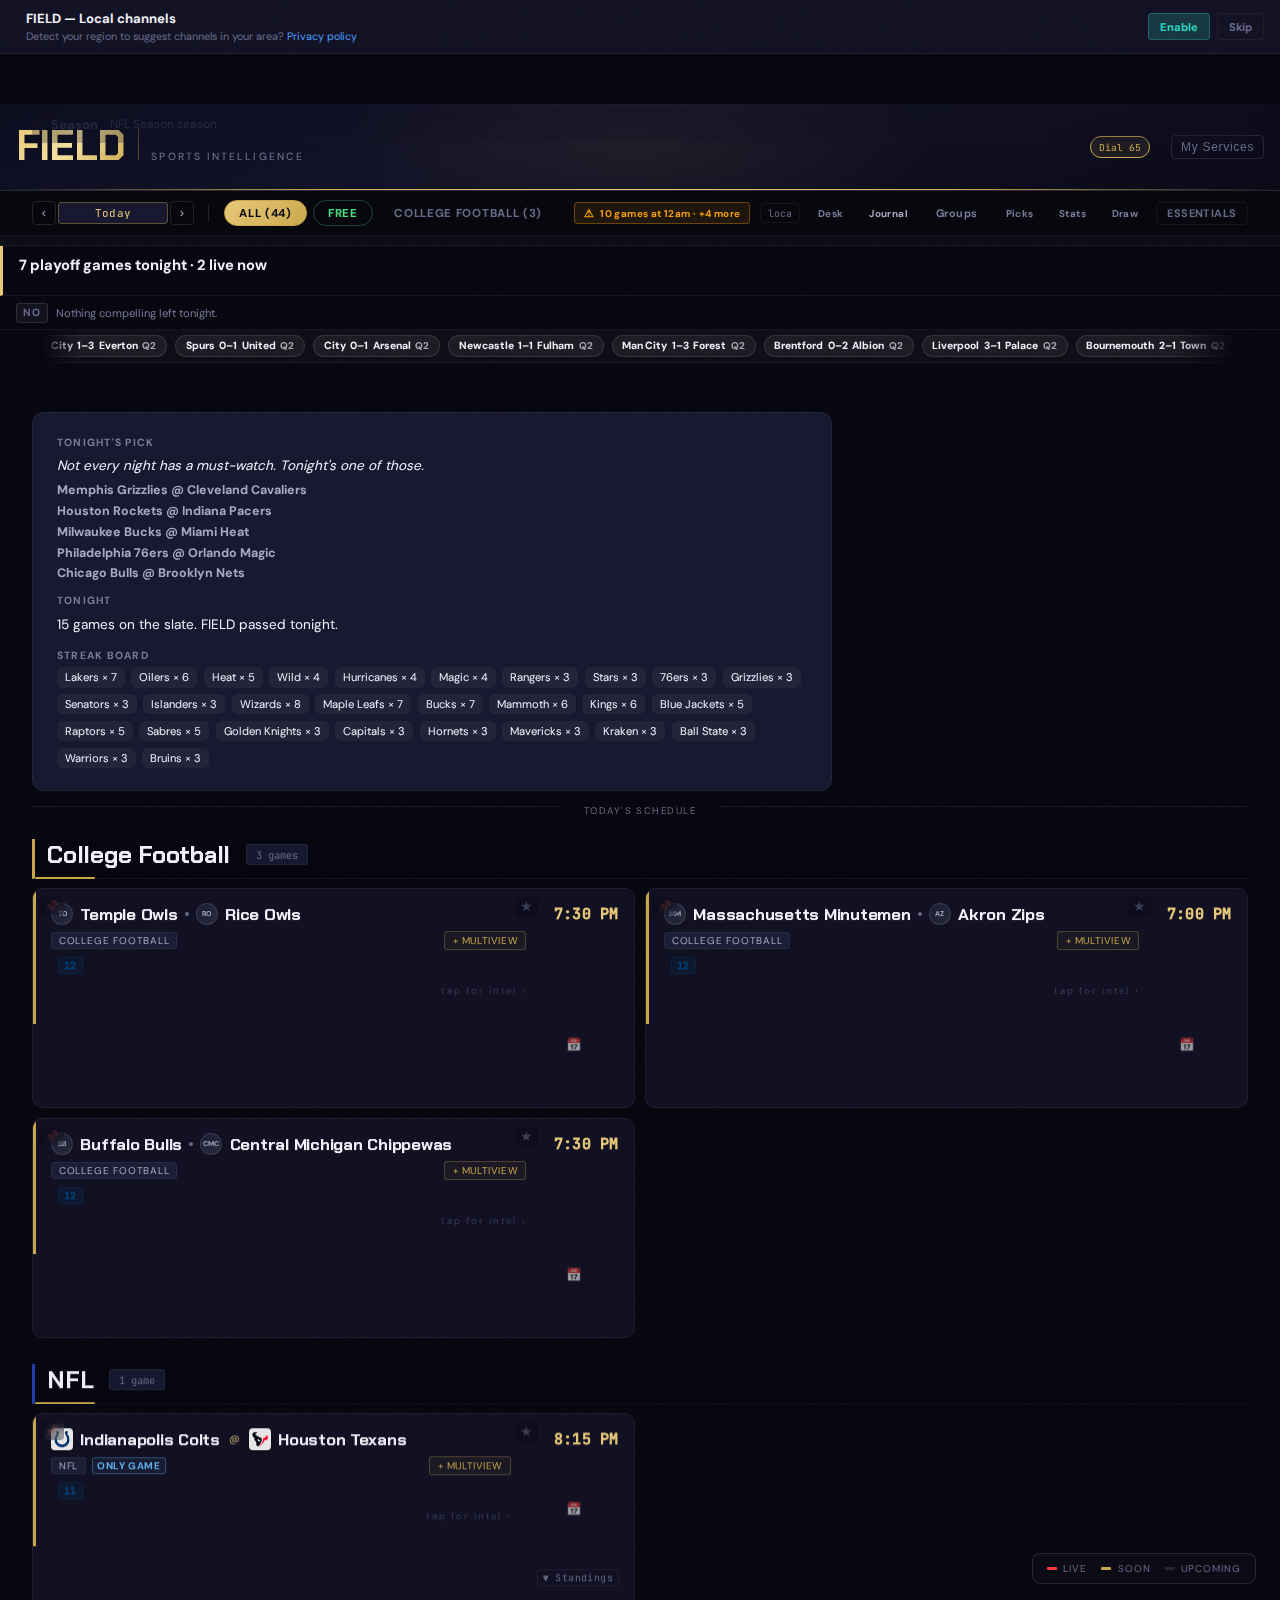 FIELD — Local channels
Detect your region to suggest channels in your area? Privacy policy
Enable
Skip
Season NFL Season season
FIELD
SPORTS INTELLIGENCE
Dial 65
My Services
‹ Today ›
ALL (44)
FREE
COLLEGE FOOTBALL (3)
⚠ 10 games at 12am · +4 more
loca
Desk
Journal
Groups
Picks
Stats
Draw
ESSENTIALS
7 playoff games tonight · 2 live now
NO Nothing compelling left tonight.
City 1–3 Everton Q2
Spurs 0–1 United Q2
City 0–1 Arsenal Q2
Newcastle 1–1 Fulham Q2
Man City 1–3 Forest Q2
Brentford 0–2 Albion Q2
Liverpool 3–1 Palace Q2
Bournemouth 2–1 Town Q2
TONIGHT'S PICK
Not every night has a must-watch. Tonight's one of those.
Memphis Grizzlies @ Cleveland Cavaliers
Houston Rockets @ Indiana Pacers
Milwaukee Bucks @ Miami Heat
Philadelphia 76ers @ Orlando Magic
Chicago Bulls @ Brooklyn Nets
TONIGHT
15 games on the slate. FIELD passed tonight.
STREAK BOARD
Lakers × 7 Oilers × 6 Heat × 5 Wild × 4 Hurricanes × 4 Magic × 4 Rangers × 3 Stars × 3 76ers × 3 Grizzlies × 3
Senators × 3 Islanders × 3 Wizards × 8 Maple Leafs × 7 Bucks × 7 Mammoth × 6 Kings × 6 Blue Jackets × 5
Raptors × 5 Sabres × 5 Golden Knights × 3 Capitals × 3 Hornets × 3 Mavericks × 3 Kraken × 3 Ball State × 3
Warriors × 3 Bruins × 3
TODAY'S SCHEDULE
College Football 3 games
Temple Owls • RO Rice Owls 7:30 PM
COLLEGE FOOTBALL + MULTIVIEW
12
tap for intel ›
Massachusetts Minutemen • AZ Akron Zips 7:00 PM
COLLEGE FOOTBALL + MULTIVIEW
12
tap for intel ›
Buffalo Bulls • CMC Central Michigan Chippewas 7:30 PM
COLLEGE FOOTBALL + MULTIVIEW
12
tap for intel ›
NFL 1 game
Indianapolis Colts @ Houston Texans 8:15 PM
NFL ONLY GAME + MULTIVIEW
11
tap for intel ›
▼ Standings
LIVE SOON UPCOMING